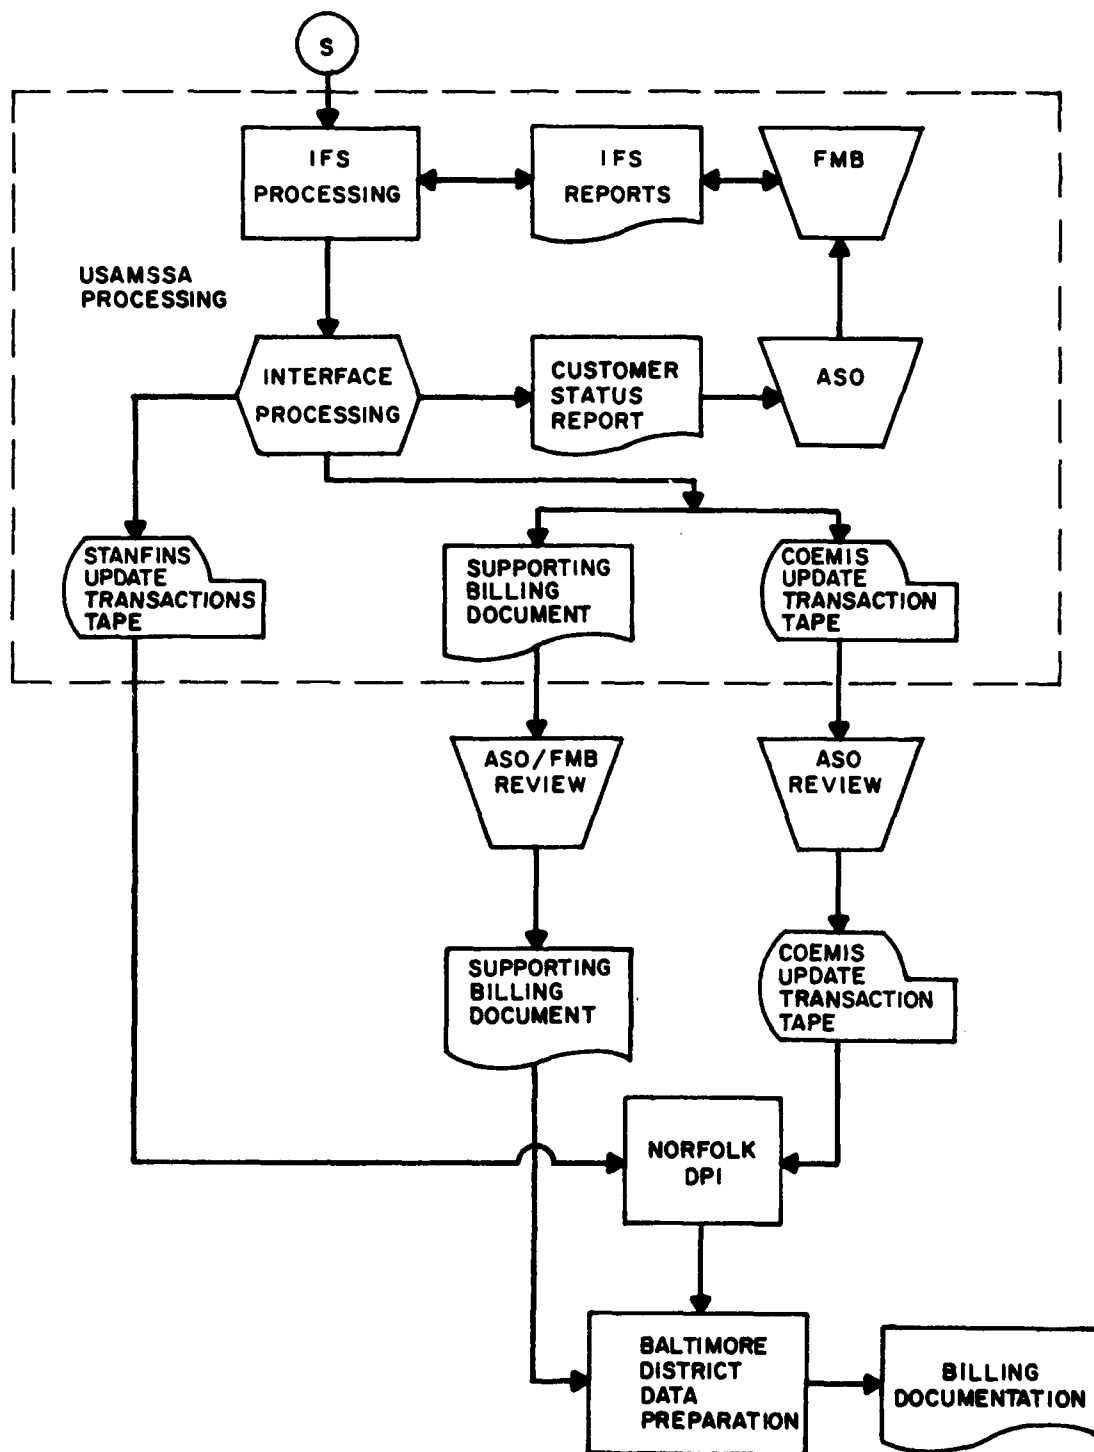 S
IFS
PROCESSING
IFS
REPORTS
FMB
USAMSSA
PROCESSING
INTERFACE
PROCESSING
CUSTOMER
STATUS
REPORT
ASO
STANFINS
UPDATE
TRANSACTIONS
TAPE
SUPPORTING
BILLING
DOCUMENT
COEMIS
UPDATE
TRANSACTION
TAPE
ASO/FMB
REVIEW
ASO
REVIEW
SUPPORTING
BILLING
DOCUMENT
COEMIS
UPDATE
TRANSACTION
TAPE
NORFOLK
DPI
BALTIMORE
DISTRICT
DATA
PREPARATION
BILLING
DOCUMENTATION